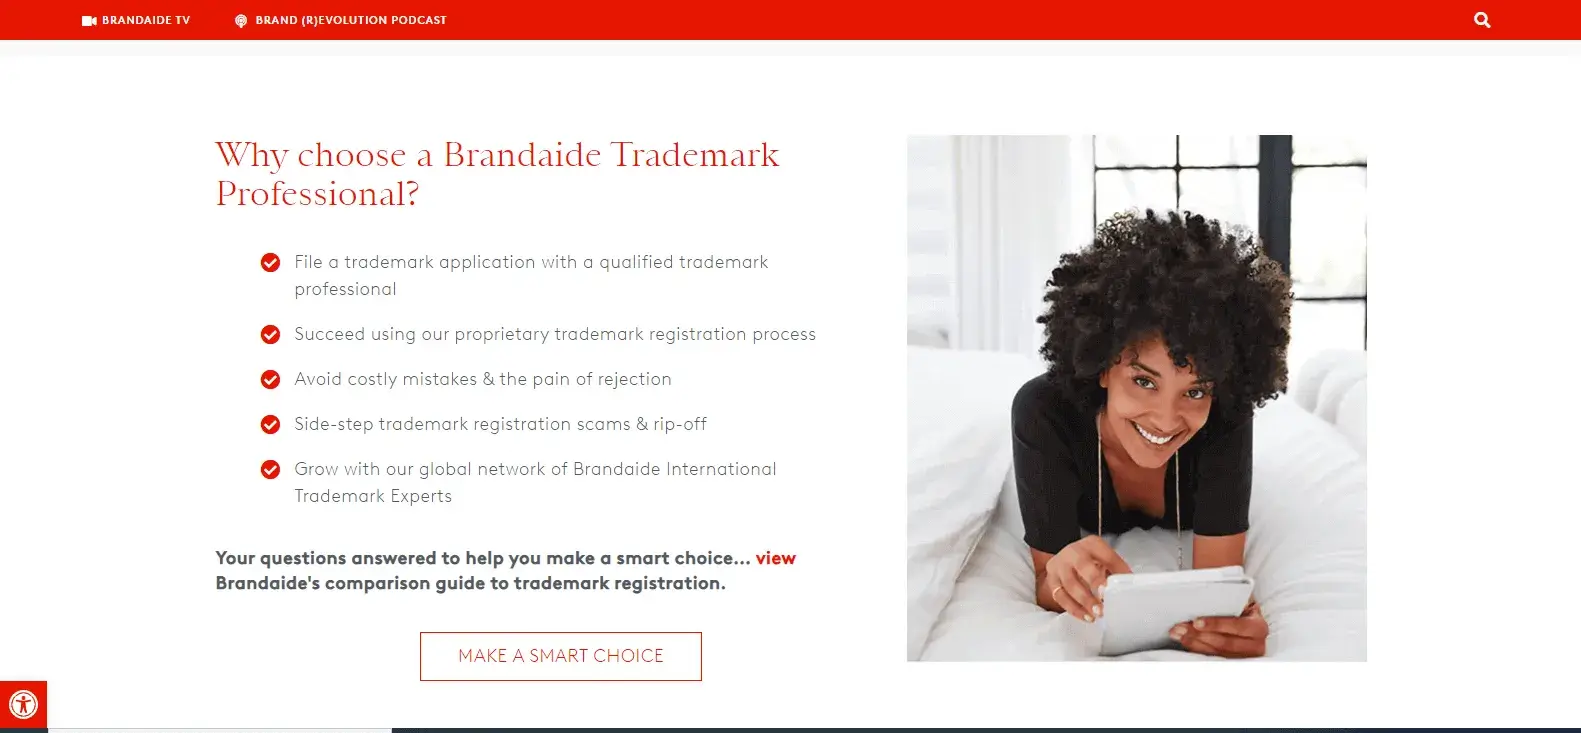 BRANDAIDE TV
BRAND (R)EVOLUTION PODCAST
Why choose a Brandaide Trademark
Professional?
File a trademark application with a qualified trademark
professional
Succeed using our proprietary trademark registration process
Avoid costly mistakes & the pain of rejection
Side-step trademark registration scams & rip-off
Grow with our global network of Brandaide International
Trademark Experts
Your questions answered to help you make a smart choice... view
Brandaide's comparison guide to trademark registration.
MAKE A SMART CHOICE